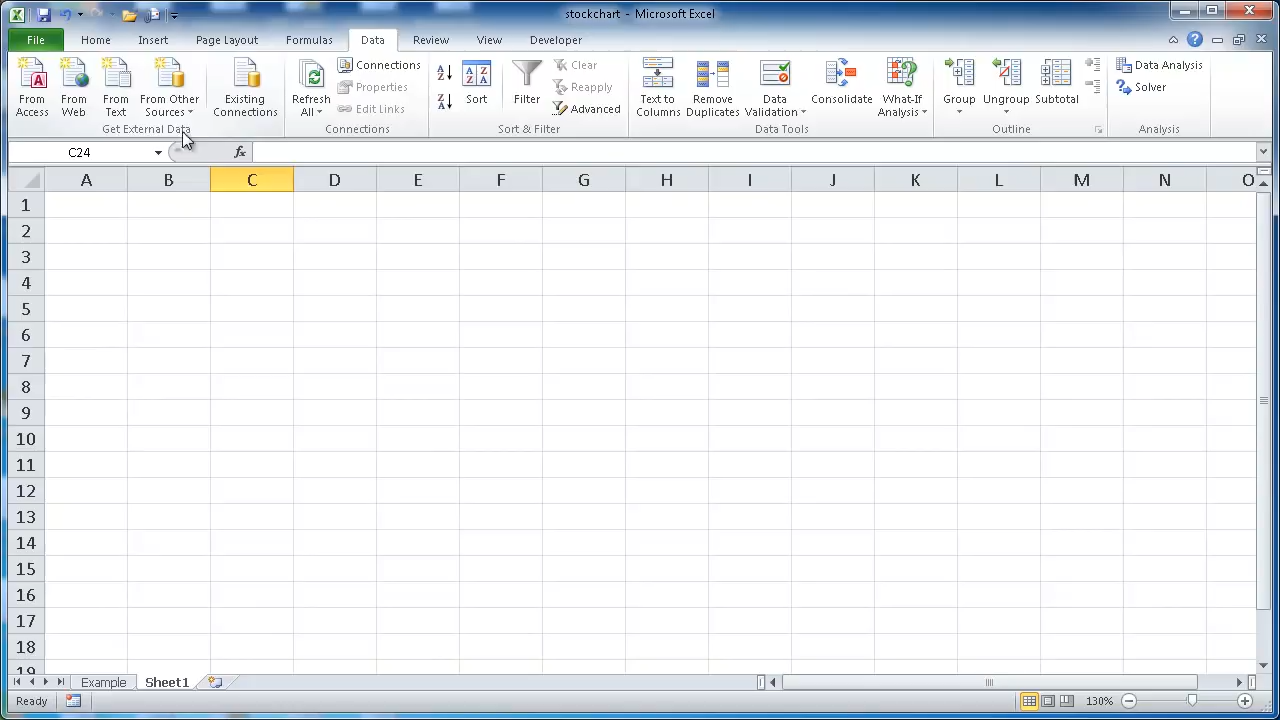 stockchart - Microsoft Excel
File Home Insert Page Layout Formulas Data Review View Developer
From Access
From Web
From Text
From Other Sources
Existing Connections
Get External Data
Refresh All
Connections
Properties
Edit Links
Connections
Sort
Filter
Clear
Reapply
Advanced
Sort & Filter
Text to Columns
Remove Duplicates
Data Validation
Consolidate
What-If Analysis
Data Tools
Group
Ungroup
Subtotal
Outline
Data Analysis
Solver
Analysis
C24 fx
A B C D E F G H I J K L M N O
1
2
3
4
5
6
7
8
9
10
11
12
13
14
15
16
17
18
19
Example Sheet1
Ready 130%